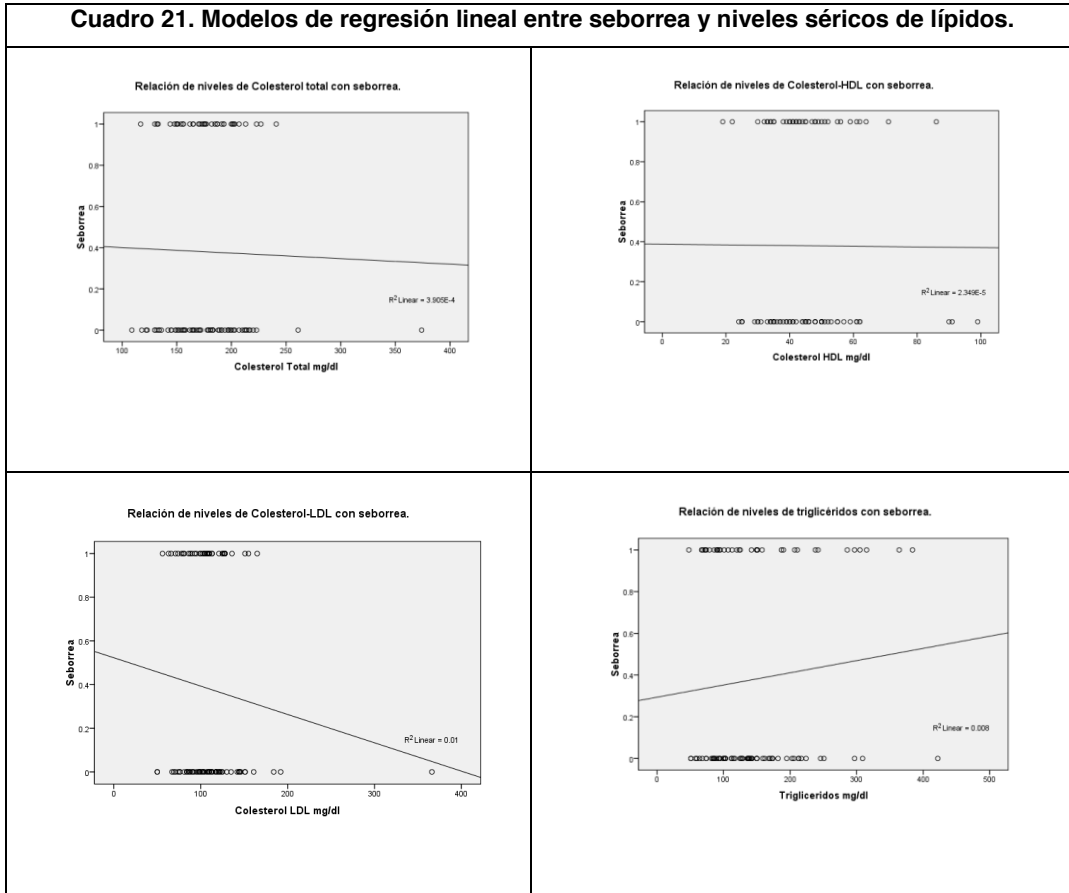 Cuadro 21. Modelos de regresión lineal entre seborrea y niveles séricos de lípidos.
Relación de niveles de Colesterol total con seborrea.
1
0.8
0.6
0.4
0.2
0
Seborrea
R2 Linear = 3.905E-4
100 150 200 250 300 350 400
Colesterol Total mg/dl
Relación de niveles de Colesterol-HDL con seborrea.
1
0.8
0.6
0.4
0.2
0
Seborrea
R2 Linear = 2.349E-5
0 20 40 60 80 100
Colesterol HDL mg/dl
Relación de niveles de Colesterol-LDL con seborrea.
1
0.8
0.6
0.4
0.2
0
Seborrea
R2 Linear = 0.01
0 100 200 300 400
Colesterol LDL mg/dl
Relación de niveles de triglicéridos con seborrea.
1
0.8
0.6
0.4
0.2
0
Seborrea
R2 Linear = 0.008
0 100 200 300 400 500
Trigliceridos mg/dl